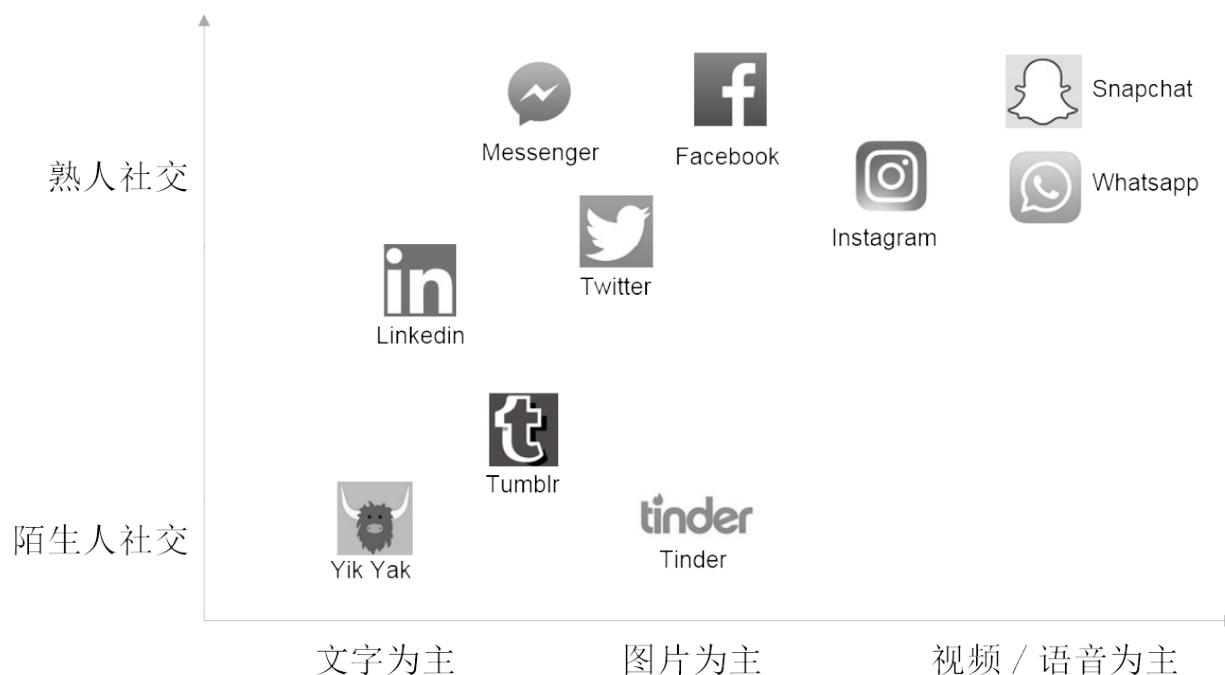 Snapchat
Messenger
Facebook
熟人社交
Whatsapp
Instagram
Twitter
in
Linkedin
t
Tumblr
tinder
陌生人社交
Tinder
Yik Yak
文字为主
图片为主
视频 / 语音为主